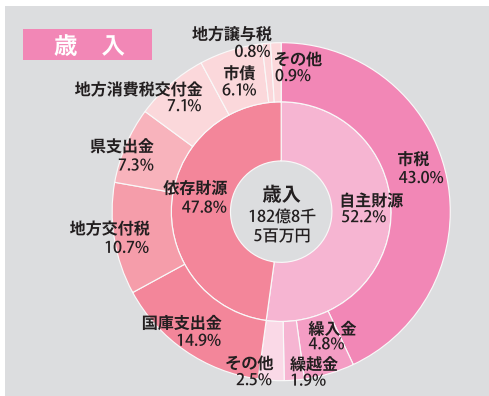 歳 入
地方譲与税
0.8%
その他
0.9%
市債
6.1%
地方消費税交付金
7.1%
県支出金
7.3%
地方交付税
10.7%
国庫支出金
14.9%
依存財源
47.8%
歳入
182億8千
5百万円
自主財源
52.2%
市税
43.0%
繰入金
4.8%
繰越金
1.9%
その他
2.5%